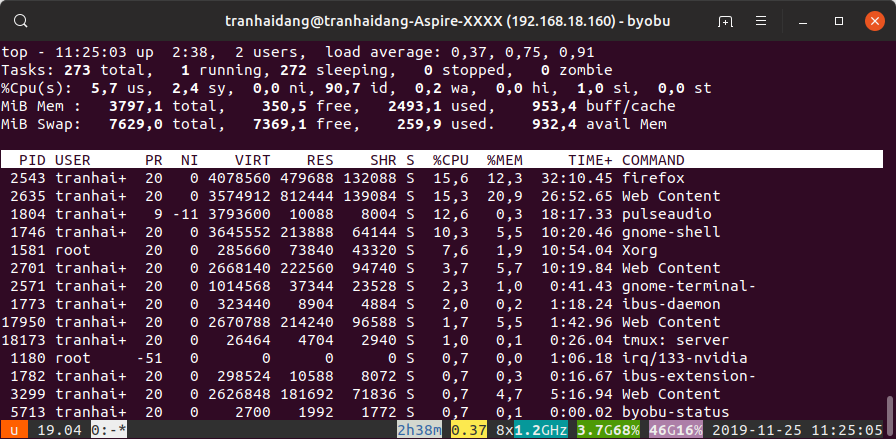 tranhaidang@tranhaidang-Aspire-XXXX (192.168.18.160) - byobu
top - 11:25:03 up  2:38,  2 users,  load average: 0,37, 0,75, 0,91
Tasks: 273 total,   1 running, 272 sleeping,   0 stopped,   0 zombie
%Cpu(s):  5,7 us,  2,4 sy,  0,0 ni, 90,7 id,  0,2 wa,  0,0 hi,  1,0 si,  0,0 st
MiB Mem :   3797,1 total,    350,5 free,   2493,1 used,    953,4 buff/cache
MiB Swap:   7629,0 total,   7369,1 free,    259,9 used.    932,4 avail Mem
  PID USER      PR  NI    VIRT    RES    SHR S  %CPU  %MEM     TIME+ COMMAND
 2543 tranhai+  20   0 4078560 479688 132088 S  15,6  12,3  32:10.45 firefox
 2635 tranhai+  20   0 3574912 812444 139084 S  15,3  20,9  26:52.65 Web Content
 1804 tranhai+   9 -11 3793600  10088   8004 S  12,6   0,3  18:17.33 pulseaudio
 1746 tranhai+  20   0 3645552 213888  64144 S  10,3   5,5  10:20.46 gnome-shell
 1581 root      20   0  285660  73840  43320 S   7,6   1,9  10:54.04 Xorg
 2701 tranhai+  20   0 2668140 222560  94740 S   3,7   5,7  10:19.84 Web Content
 2571 tranhai+  20   0 1014568  37344  23528 S   2,3   1,0   0:41.43 gnome-terminal-
 1773 tranhai+  20   0  323440   8904   4884 S   2,0   0,2   1:18.24 ibus-daemon
17950 tranhai+  20   0 2670788 214240  96588 S   1,7   5,5   1:42.96 Web Content
18173 tranhai+  20   0   26464   4704   2940 S   1,0   0,1   0:26.04 tmux: server
 1180 root     -51   0       0      0      0 S   0,7   0,0   1:06.18 irq/133-nvidia
 1782 tranhai+  20   0  298524  10588   8072 S   0,7   0,3   0:16.67 ibus-extension-
 3299 tranhai+  20   0 2626848 181692  71836 S   0,7   4,7   5:16.94 Web Content
 5713 tranhai+  20   0    2700   1992   1772 S   0,7   0,1   0:00.02 byobu-status
u  19.04 0:-* 2h38m 0.37 8x1.2GHz 3.7G68% 46G16% 2019-11-25 11:25:05